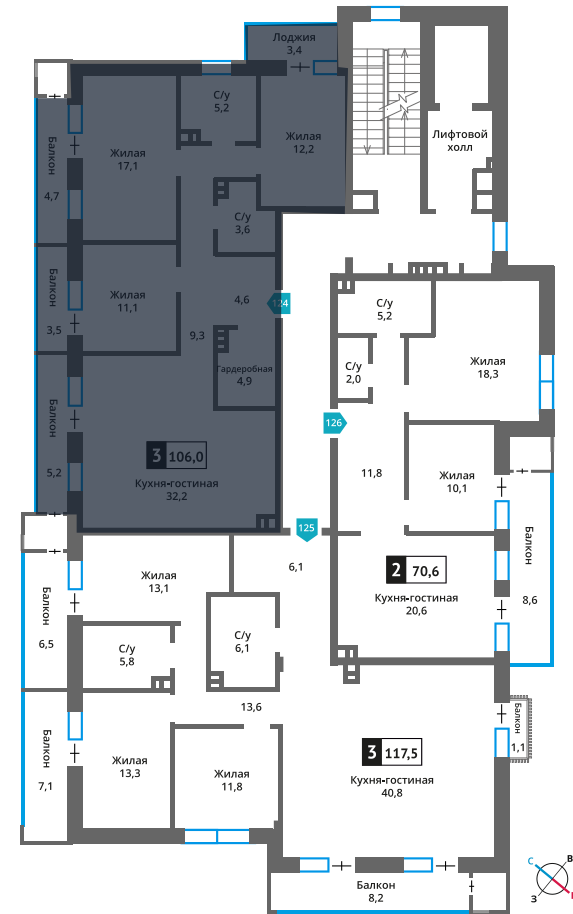 Лоджия
3,4
С/у
5,2
Жилая
17,1
Жилая
12,2
Лифтовой
холл
Балкон
4,7
С/у
3,6
Жилая
11,1
4,6
124
Балкон
3,5
9,3
С/у
5,2
Гардеробная
4,9
С/у
2,0
Жилая
18,3
126
Балкон
5,2
3 106,0
Кухня-гостиная
32,2
11,8
Жилая
10,1
125
6,1
2 70,6
Кухня-гостиная
20,6
Балкон
8,6
Жилая
13,1
Балкон
6,5
С/у
5,8
С/у
6,1
13,6
Балкон
1,1
3 117,5
Кухня-гостиная
40,8
Балкон
7,1
Жилая
13,3
Жилая
11,8
Балкон
8,2
С
В
З